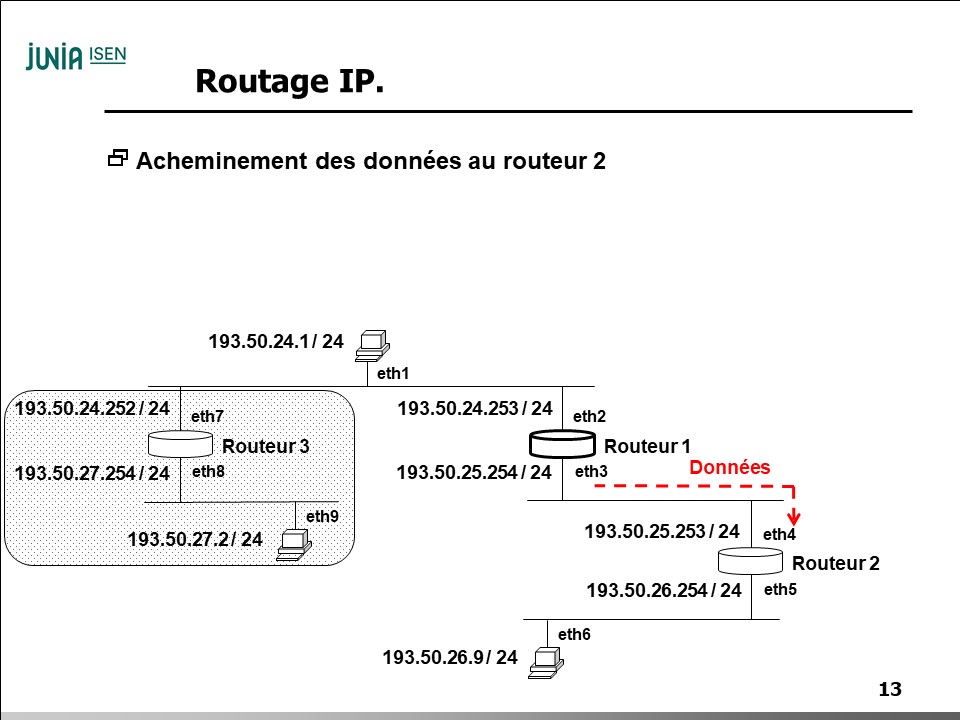 JUNIA ISEN
Routage IP.
Acheminement des données au routeur 2
193.50.24.1 / 24
eth1
193.50.24.252 / 24
eth7
193.50.24.253 / 24
eth2
Routeur 3
Routeur 1
193.50.27.254 / 24
eth8
193.50.25.254 / 24
eth3
Données
eth9
193.50.27.2 / 24
193.50.25.253 / 24
eth4
Routeur 2
193.50.26.254 / 24
eth5
eth6
193.50.26.9 / 24
13